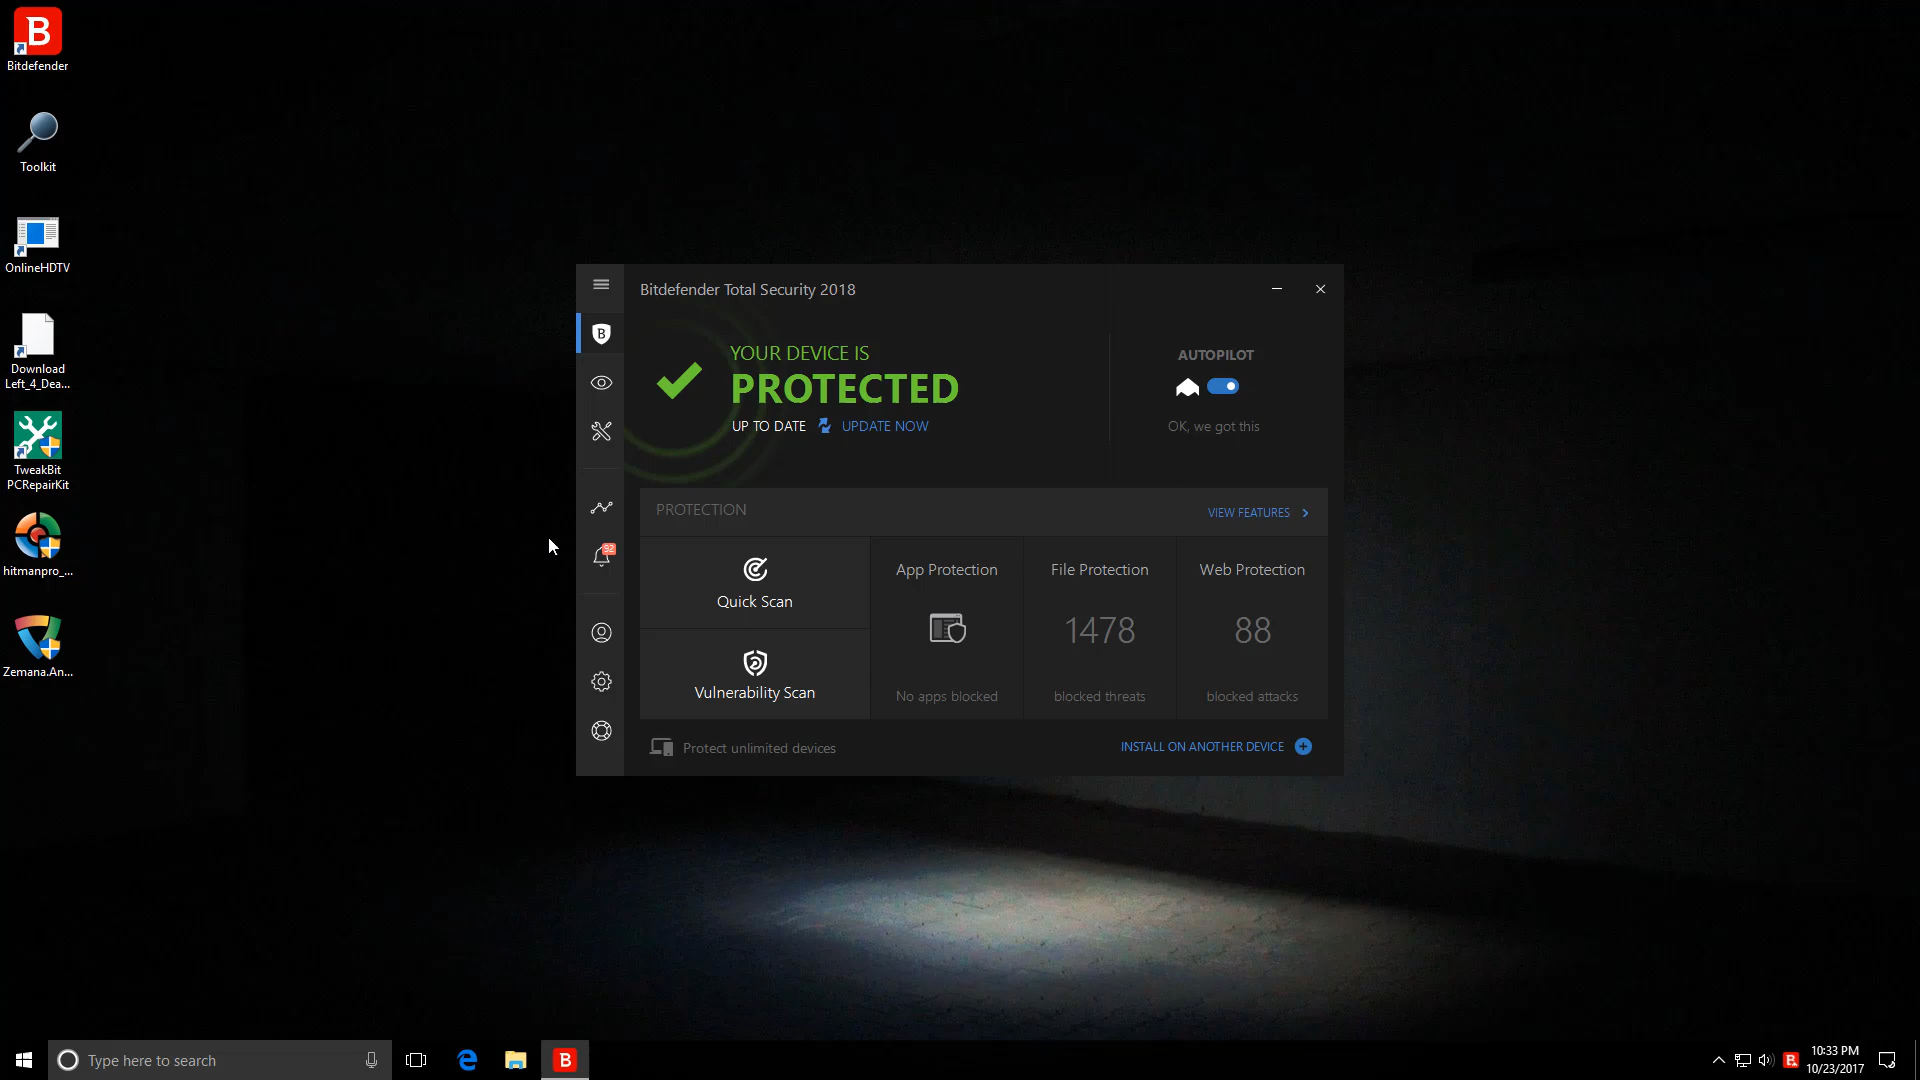 Bitdefender
Toolkit
OnlineHDTV
Download
Left_4_Dea...
TweakBit
PCRepairKit
hitmanpro_...
Zemana.An...
Bitdefender Total Security 2018
YOUR DEVICE IS
PROTECTED
UP TO DATE UPDATE NOW
AUTOPILOT
OK, we got this
PROTECTION
VIEW FEATURES
92
Quick Scan
Vulnerability Scan
App Protection
No apps blocked
File Protection
1478
blocked threats
Web Protection
88
blocked attacks
Protect unlimited devices
INSTALL ON ANOTHER DEVICE
Type here to search
10:33 PM
10/23/2017